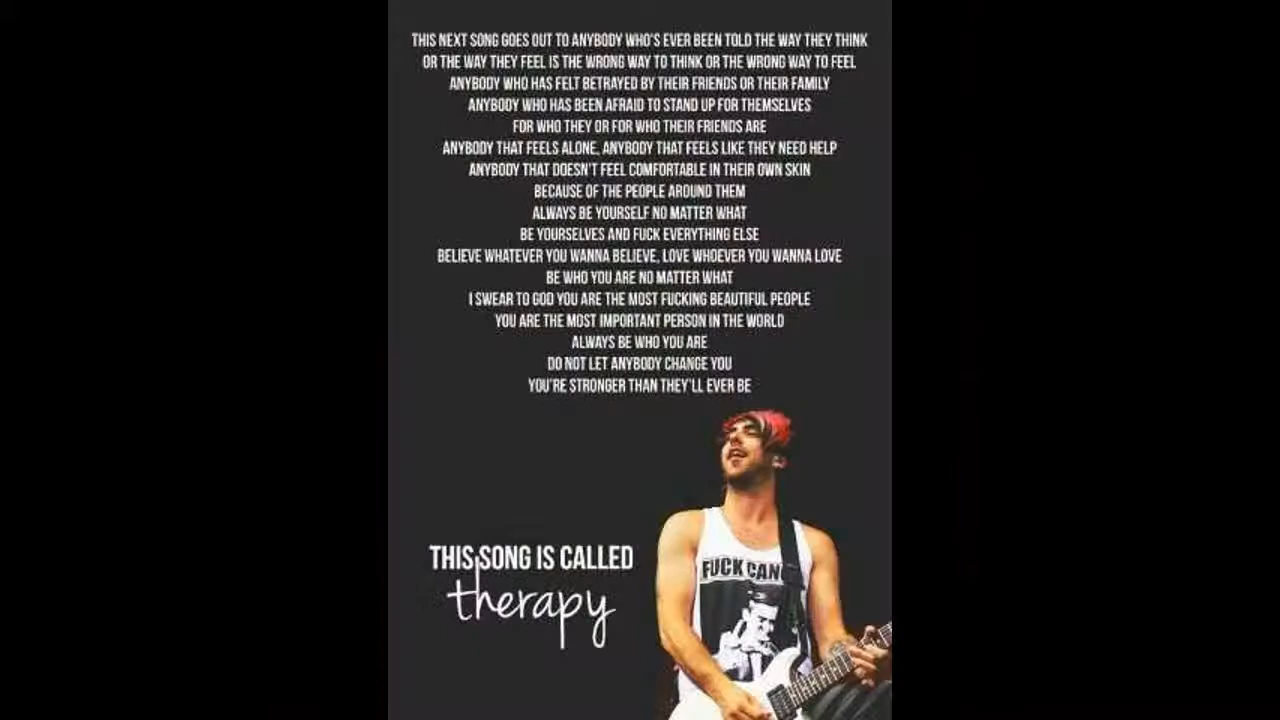 THIS NEXT SONG GOES OUT TO ANYBODY WHO'S EVER BEEN TOLD THE WAY THEY THINK
OR THE WAY THEY FEEL IS THE WRONG WAY TO THINK OR THE WRONG WAY TO FEEL
ANYBODY WHO HAS FELT BETRAYED BY THEIR FRIENDS OR THEIR FAMILY
ANYBODY WHO HAS BEEN AFRAID TO STAND UP FOR THEMSELVES
FOR WHO THEY OR FOR WHO THEIR FRIENDS ARE
ANYBODY THAT FEELS ALONE, ANYBODY THAT FEELS LIKE THEY NEED HELP
ANYBODY THAT DOESN'T FEEL COMFORTABLE IN THEIR OWN SKIN
BECAUSE OF THE PEOPLE AROUND THEM
ALWAYS BE YOURSELF NO MATTER WHAT
BE YOURSELVES AND FUCK EVERYTHING ELSE
BELIEVE WHATEVER YOU WANNA BELIEVE, LOVE WHOEVER YOU WANNA LOVE
BE WHO YOU ARE NO MATTER WHAT
I SWEAR TO GOD YOU ARE THE MOST FUCKING BEAUTIFUL PEOPLE
YOU ARE THE MOST IMPORTANT PERSON IN THE WORLD
ALWAYS BE WHO YOU ARE
DO NOT LET ANYBODY CHANGE YOU
YOU'RE STRONGER THAN THEY'LL EVER BE
THIS SONG IS CALLED
therapy
FUCK CAN